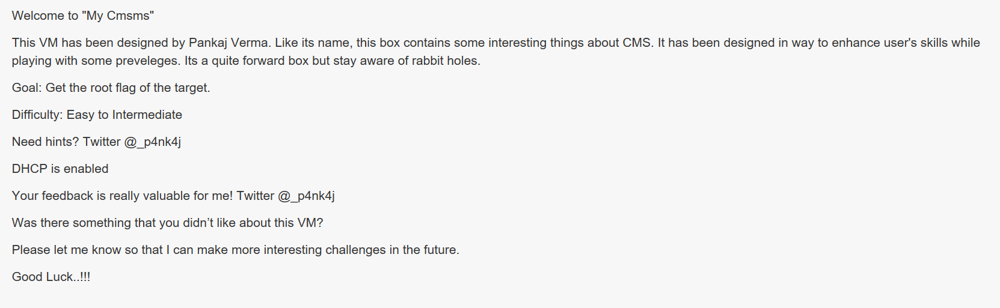 Welcome to "My Cmsms"
This VM has been designed by Pankaj Verma. Like its name, this box contains some interesting things about CMS. It has been designed in way to enhance user's skills while
playing with some preveleges. Its a quite forward box but stay aware of rabbit holes.
Goal: Get the root flag of the target.
Difficulty: Easy to Intermediate
Need hints? Twitter @_p4nk4j
DHCP is enabled
Your feedback is really valuable for me! Twitter @_p4nk4j
Was there something that you didn’t like about this VM?
Please let me know so that I can make more interesting challenges in the future.
Good Luck..!!!